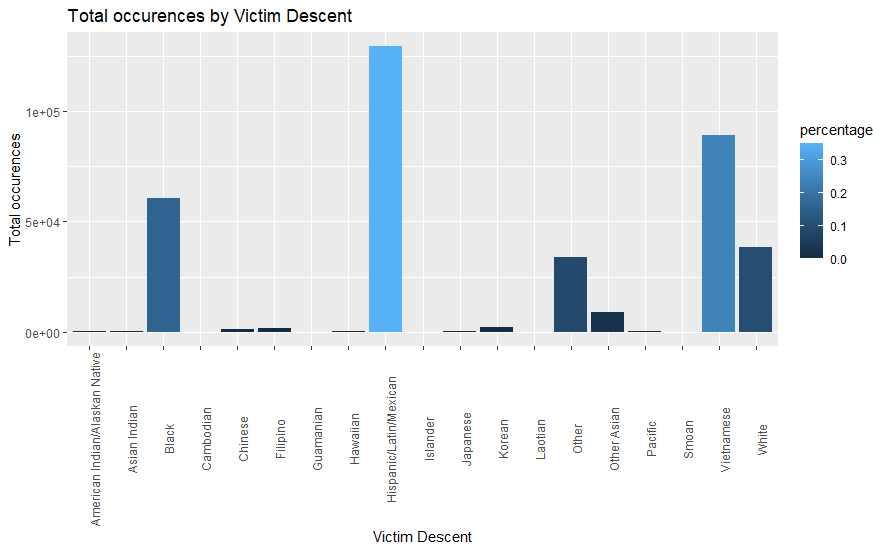 Total occurences by Victim Descent
Total occurences
1e+05
5e+04
0e+00
American Indian/Alaskan Native
Asian Indian
Black
Cambodian
Chinese
Filipino
Guamanian
Hawaiian
Hispanic/Latin/Mexican
Islander
Japanese
Korean
Laotian
Other
Other Asian
Pacific
Smoan
Vietnamese
White
Victim Descent
percentage
0.3
0.2
0.1
0.0